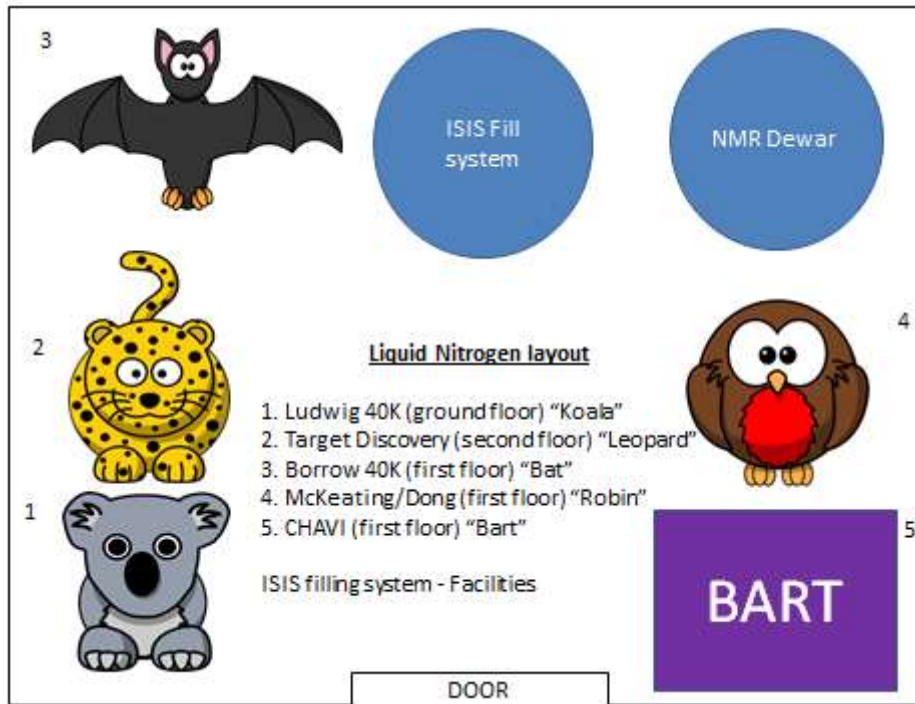 3
ISIS Fill
system
NMR Dewar
4
2
Liquid Nitrogen layout
1. Ludwig 40K (ground floor) “Koala”
2. Target Discovery (second floor) “Leopard”
3. Borrow 40K (first floor) “Bat”
4. McKeating/Dong (first floor) “Robin”
5. CHAVI (first floor) “Bart”
1
5
ISIS filling system - Facilities
BART
DOOR